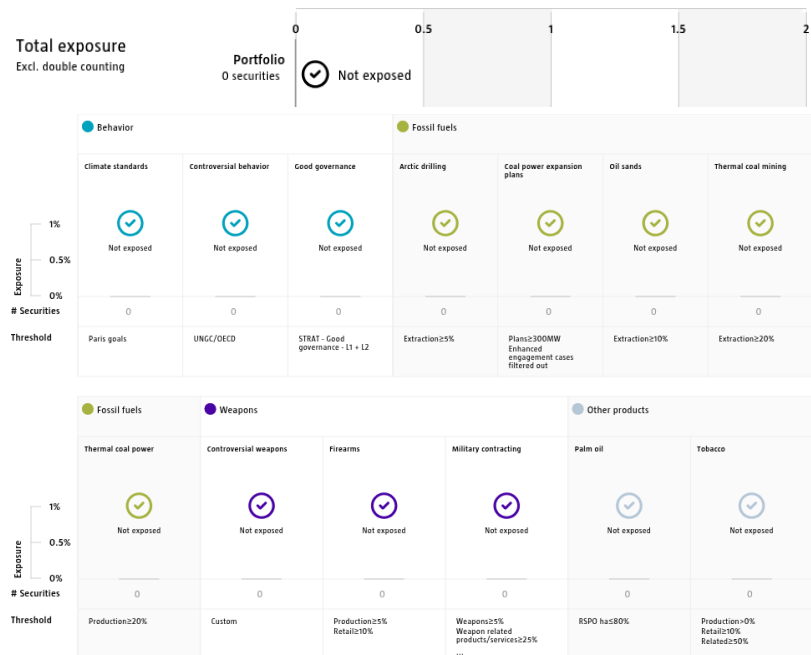 0 0.5 1 1.5 2
Total exposure
Excl. double counting
Portfolio
0 securities
Not exposed
Behavior Fossil fuels
Climate standards Controversial behavior Good governance Arctic drilling Coal power expansion plans Oil sands Thermal coal mining
1%
Not exposed Not exposed Not exposed Not exposed Not exposed Not exposed Not exposed
0.5%
Exposure
0%
# Securities 0 0 0 0 0 0 0
Threshold Paris goals UNGC/OECD STRAT - Good governance - L1 + L2 Extraction≥5% Plans≥300MW Enhanced engagement cases filtered out Extraction≥10% Extraction≥20%
Fossil fuels Weapons Other products
Thermal coal power Controversial weapons Firearms Military contracting Palm oil Tobacco
1%
Not exposed Not exposed Not exposed Not exposed Not exposed Not exposed
0.5%
Exposure
0%
# Securities 0 0 0 0 0 0
Threshold Production≥20% Custom Production≥5% Retail≥10% Weapons≥5% Weapon related products/services≥25% RSPO ha≤80% Production>0% Retail≥10% Related≥50%